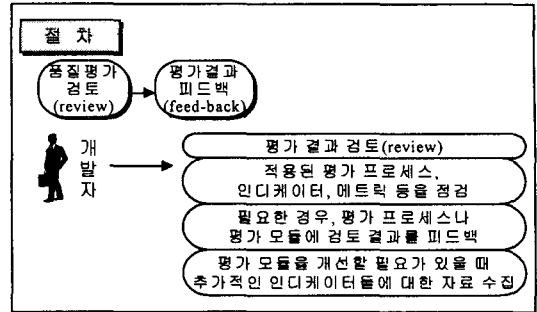 절 차
품질평가
검토
(review)
평가결과
피드백
(feed-back)
개
발
자
평가 결과 검토(review)
적용된 평가 프로세스,
인디케이터, 메트릭 등을 점검
필요한 경우, 평가 프로세스나
평가 모듈에 검토 결과를 피드백
평가 모듈을 개선할 필요가 있을 때
추가적인 인디케이터들에 대한 자료 수집